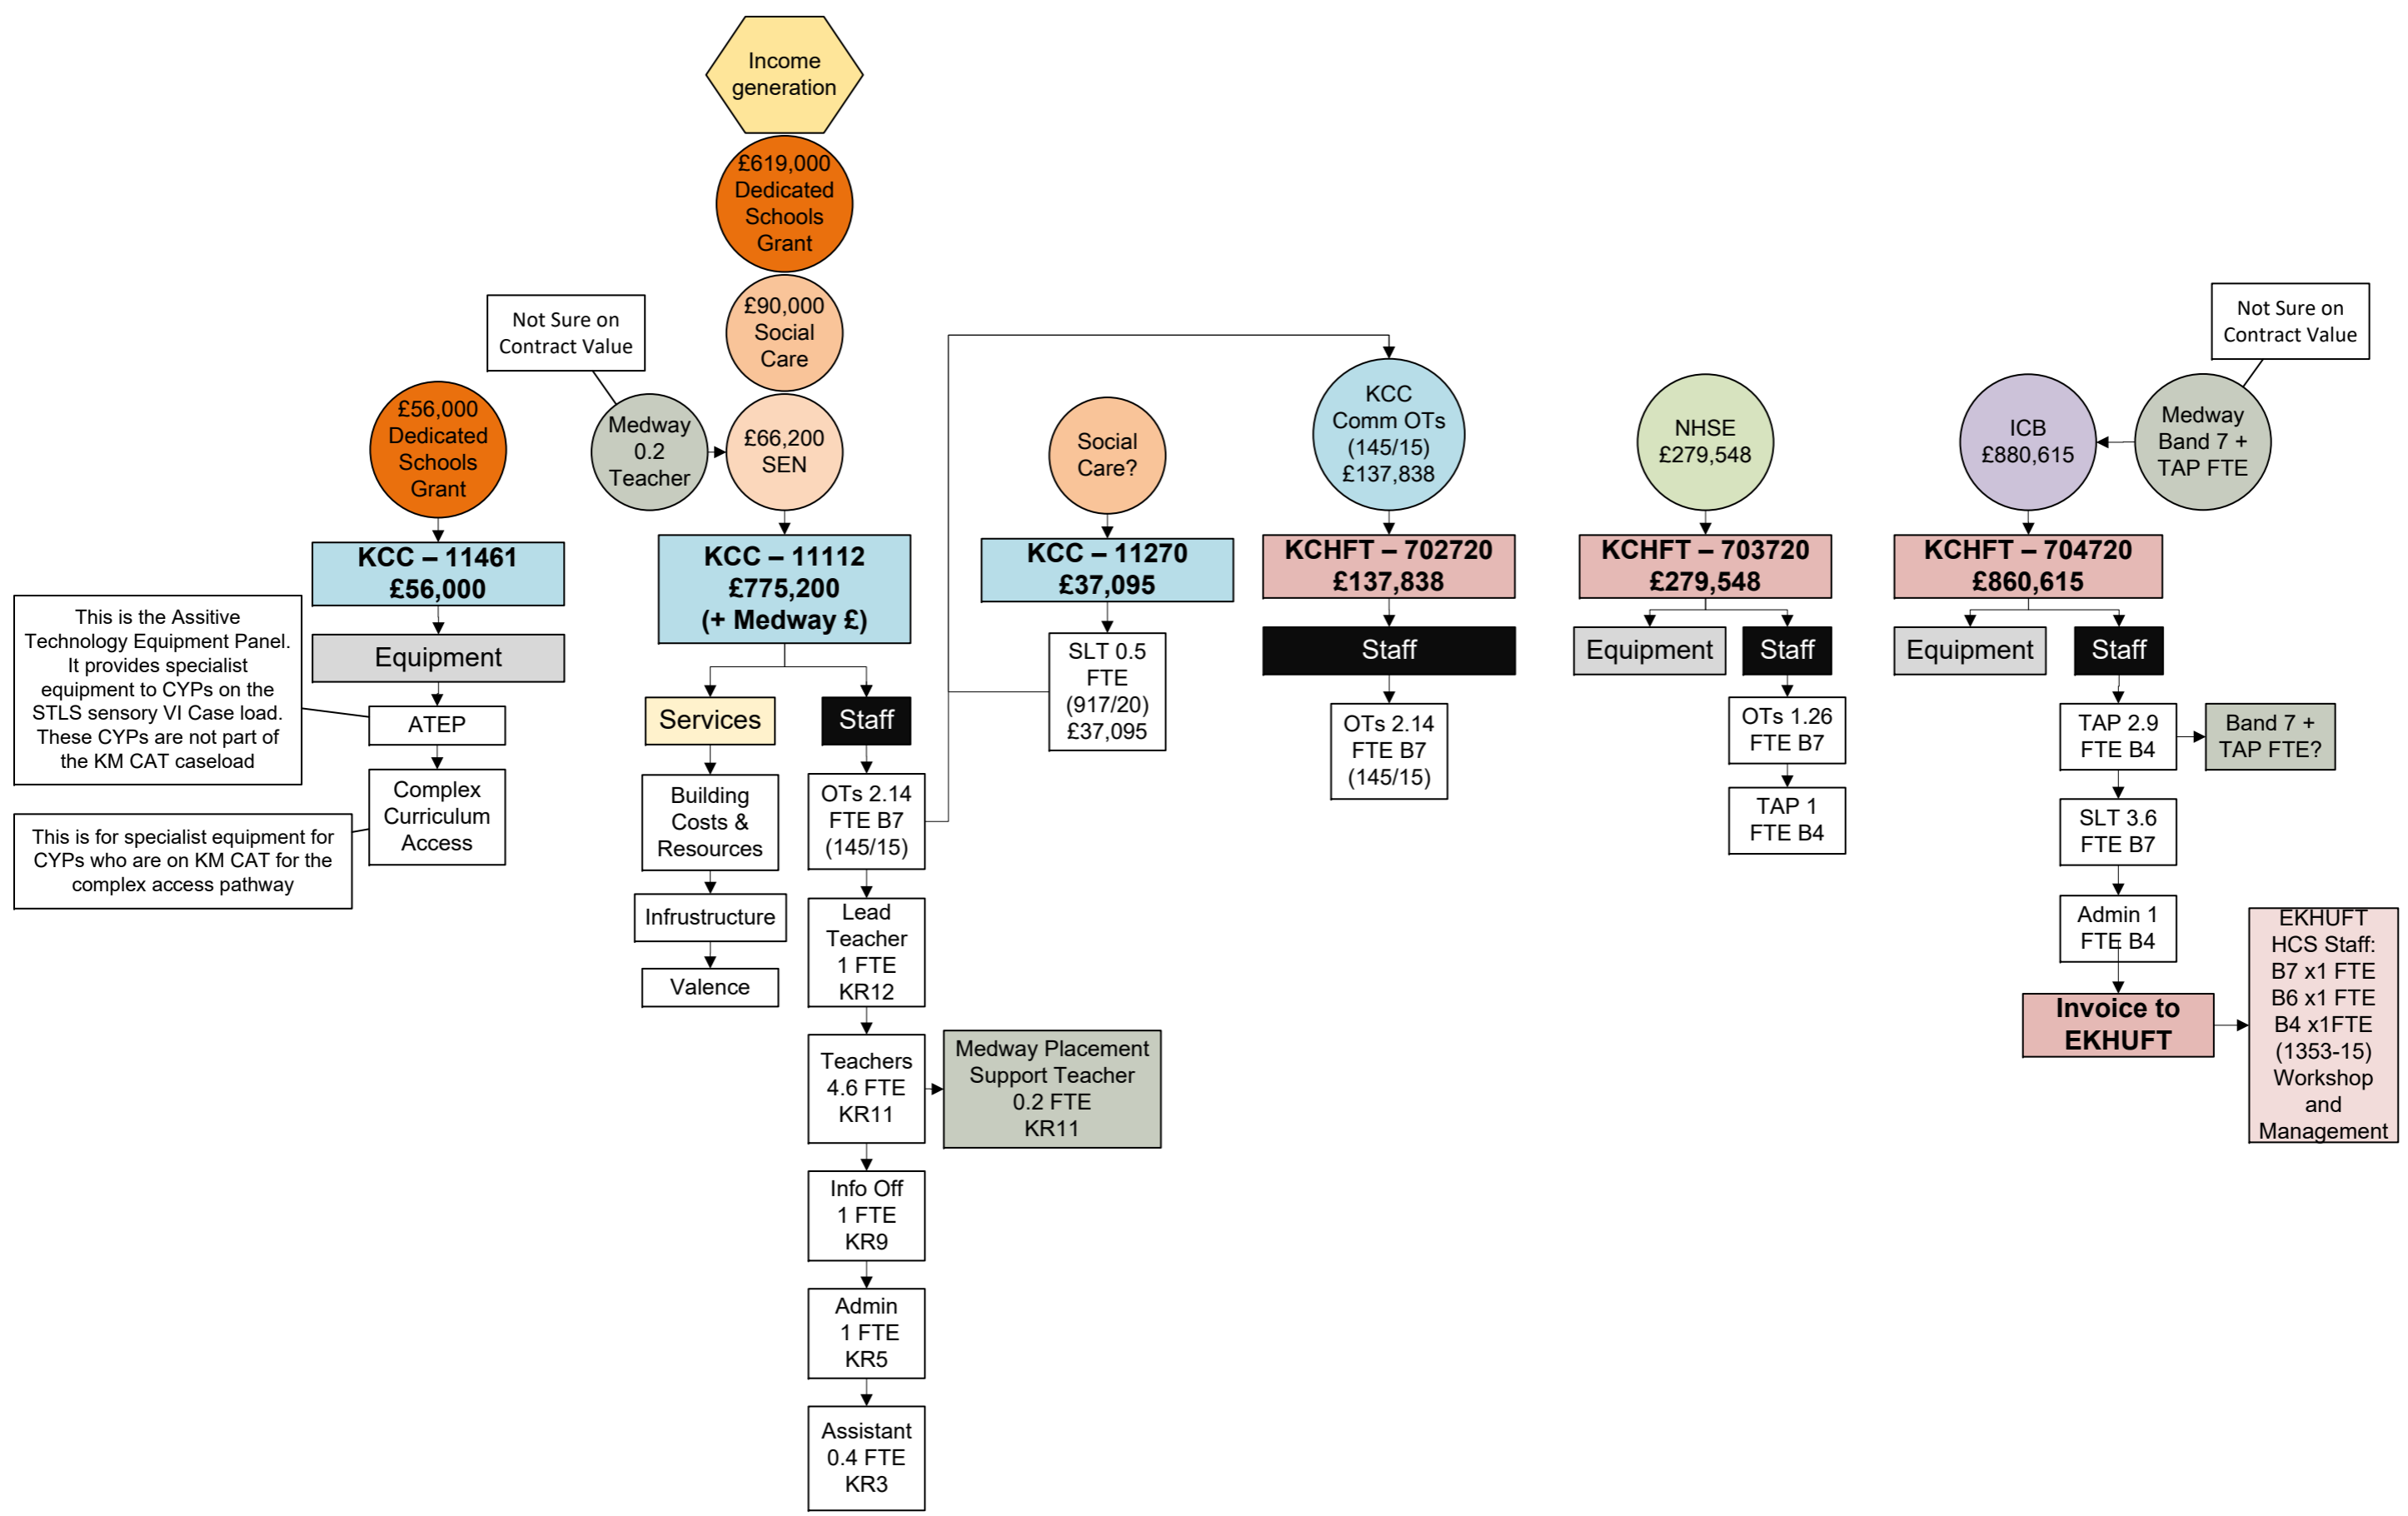 Income
generation
£619,000
Dedicated
Schools
Grant
£90,000
Social
Care
Not Sure on
Contract Value
Medway
0.2
Teacher
£66,200
SEN
£56,000
Dedicated
Schools
Grant
KCC – 11461
£56,000
Equipment
ATEP
Complex
Curriculum
Access
This is the Assitive
Technology Equipment Panel.
It provides specialist
equipment to CYPs on the
STLS sensory VI Case load.
These CYPs are not part of
the KM CAT caseload
This is for specialist equipment for
CYPs who are on KM CAT for the
complex access pathway
KCC – 11112
£775,200
(+ Medway £)
Services
Building
Costs &
Resources
Infrustructure
Valence
Staff
OTs 2.14
FTE B7
(145/15)
Lead
Teacher
1 FTE
KR12
Teachers
4.6 FTE
KR11
Medway Placement
Support Teacher
0.2 FTE
KR11
Info Off
1 FTE
KR9
Admin
1 FTE
KR5
Assistant
0.4 FTE
KR3
Social
Care?
KCC – 11270
£37,095
SLT 0.5
FTE
(917/20)
£37,095
KCC
Comm OTs
(145/15)
£137,838
KCHFT – 702720
£137,838
Staff
OTs 2.14
FTE B7
(145/15)
NHSE
£279,548
KCHFT – 703720
£279,548
Equipment
Staff
OTs 1.26
FTE B7
TAP 1
FTE B4
Not Sure on
Contract Value
ICB
£880,615
Medway
Band 7 +
TAP FTE
KCHFT – 704720
£860,615
Equipment
Staff
TAP 2.9
FTE B4
Band 7 +
TAP FTE?
SLT 3.6
FTE B7
Admin 1
FTE B4
Invoice to
EKHUFT
EKHUFT
HCS Staff:
B7 x1 FTE
B6 x1 FTE
B4 x1FTE
(1353-15)
Workshop
and
Management